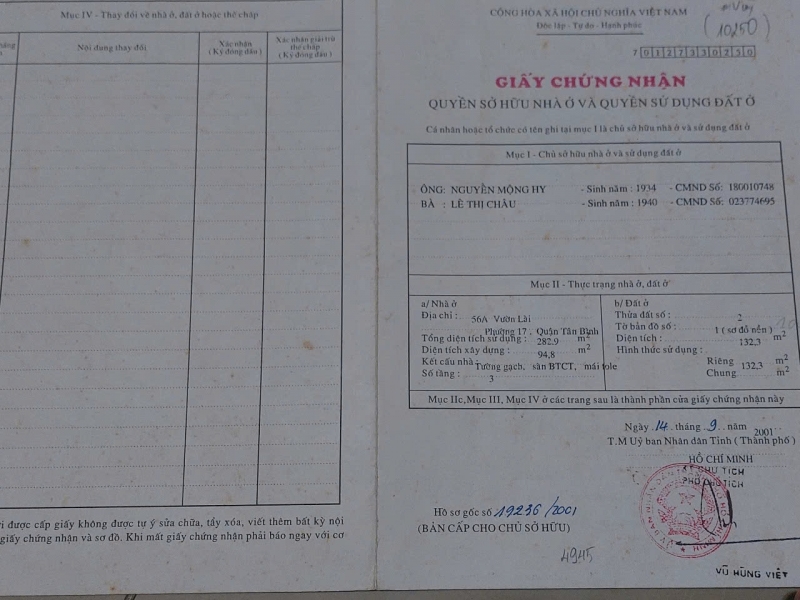 Mục IV - Thay đổi về nhà ở, đất ở hoặc thế chấp
Nội dung thay đổi
Xác nhận
( Ký đóng dấu )
Xác nhận giải trừ
thế chấp
( Ký đóng dấu )
được cấp giấy không được tự ý sửa chữa, tẩy xóa, viết thêm bất kỳ nội
giấy chứng nhận và sơ đồ. Khi mất giấy chứng nhận phải báo ngay với cơ
CỘNG HÒA XÃ HỘI CHỦ NGHĨA VIỆT NAM
Độc lập - Tự do - Hạnh phúc
(10250)
7 0127330250
GIẤY CHỨNG NHẬN
QUYỀN SỞ HỮU NHÀ Ở VÀ QUYỀN SỬ DỤNG ĐẤT Ở
Cá nhân hoặc tổ chức có tên ghi tại mục I là chủ sở hữu nhà ở và sử dụng đất ở
Mục I - Chủ sở hữu nhà ở và sử dụng đất ở
ÔNG: NGUYỄN MỘNG HY - Sinh năm : 1934 - CMND Số: 180010748
BÀ : LÊ THỊ CHÂU - Sinh năm : 1940 - CMND Số: 023774695
Mục II - Thực trạng nhà ở, đất ở
a/ Nhà ở
Địa chỉ : 56A Vườn Lài
Phường 17, Quận Tân Bình
Tổng diện tích sử dụng : 282,9 m2
Diện tích xây dựng : 94,8 m2
Kết cấu nhà : Tường gạch, sàn BTCT, mái tole
Số tầng : 3
b/ Đất ở
Thửa đất số : 2
Tờ bản đồ số : 1 ( sơ đồ nền )
Diện tích : 132,3 m2
Hình thức sử dụng :
Riêng : 132,3 m2
Chung : m2
Mục IIc, Mục III, Mục IV ở các trang sau là thành phần của giấy chứng nhận này
Ngày 14 tháng 9 năm 2001
T.M Uỷ ban Nhân dân Tỉnh ( Thành phố )
HỒ CHÍ MINH
KT CHỦ TỊCH
PHÓ CHỦ TỊCH
Hồ sơ gốc số 19236/2001
(BẢN CẤP CHO CHỦ SỞ HỮU)
4945
VŨ HÙNG VIỆT